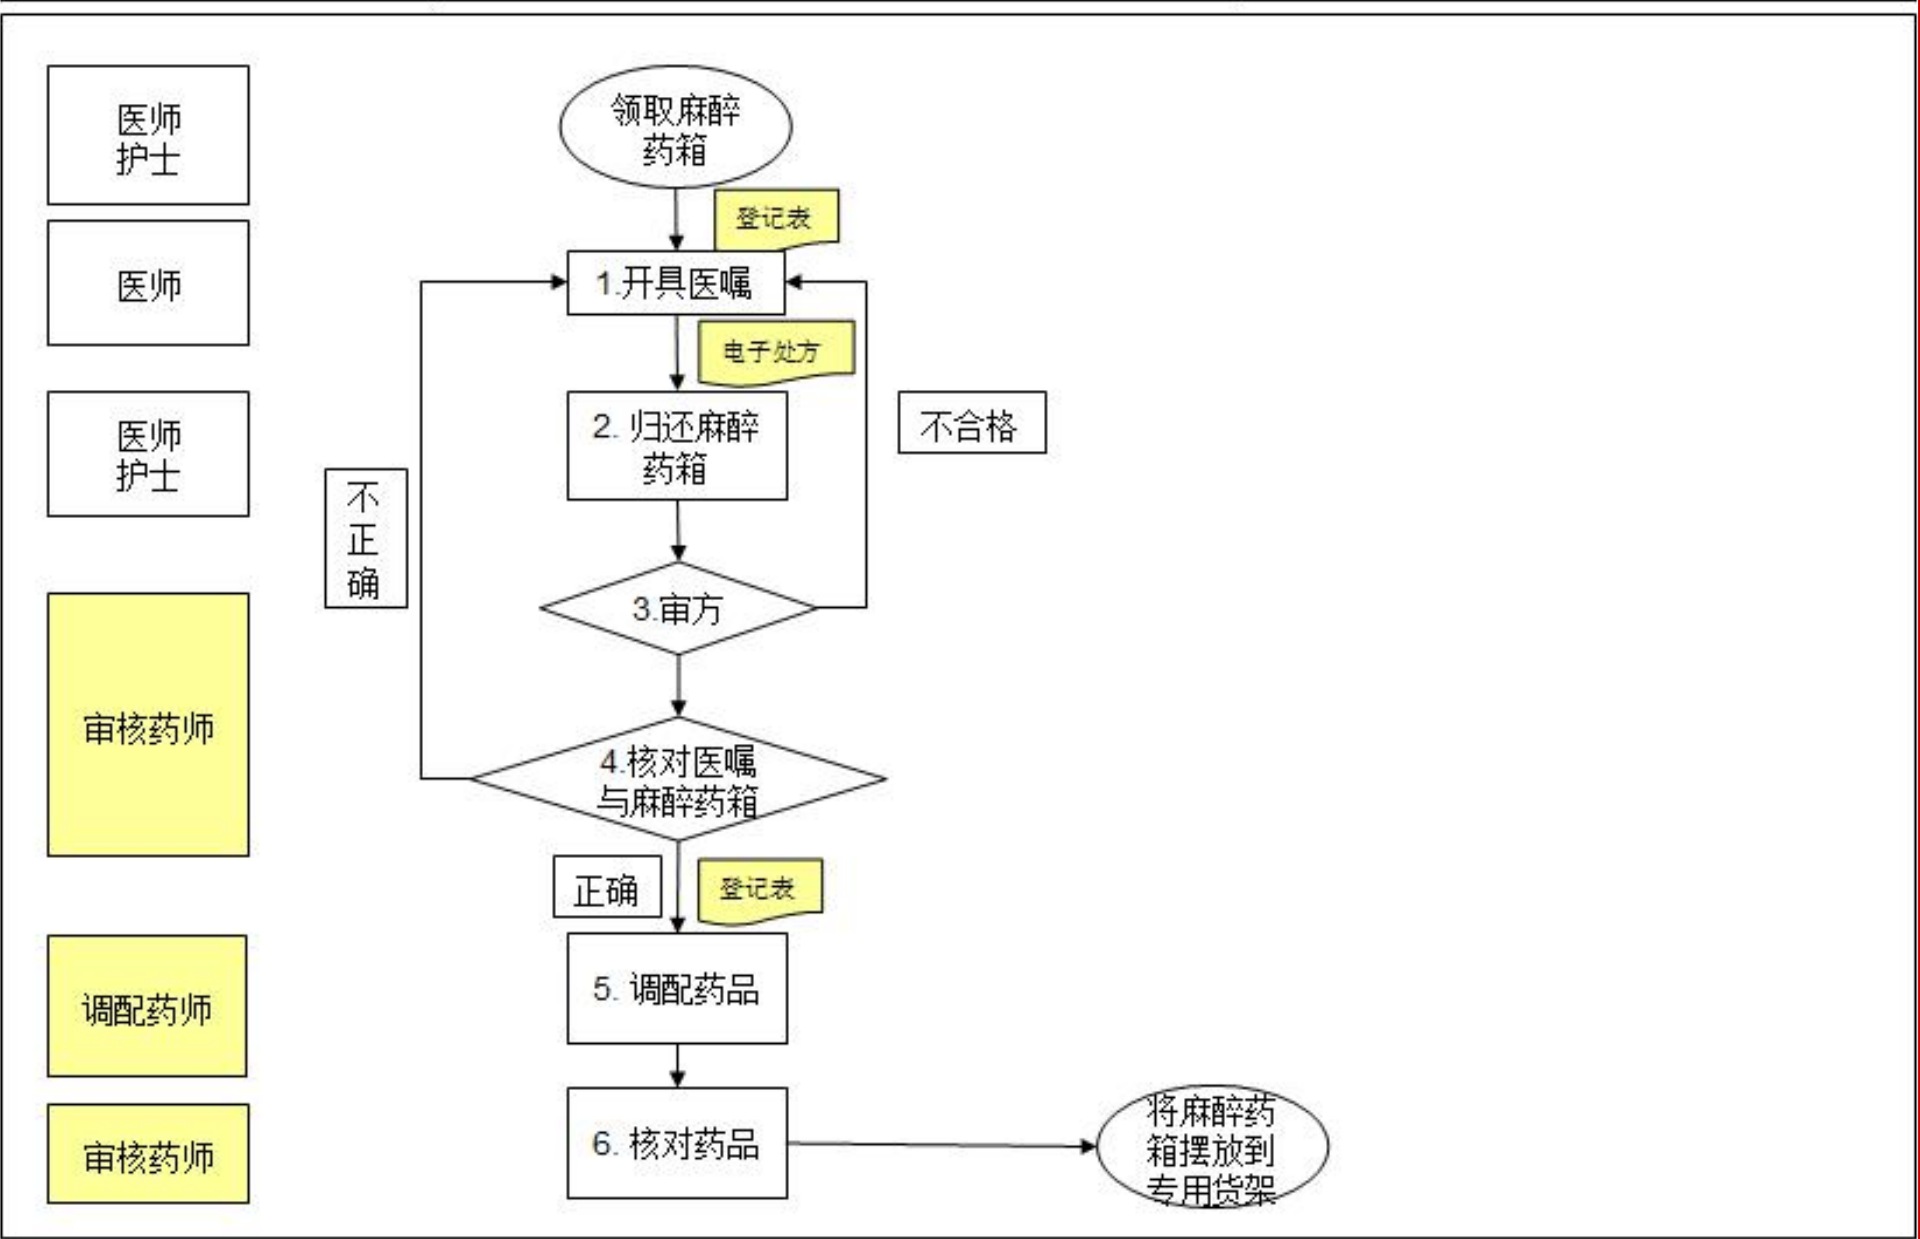 医师
护士
领取麻醉
药箱
登记表
医师
1.开具医嘱
电子处方
医师
护士
2. 归还麻醉
药箱
不合格
不
正
确
3.审方
审核药师
4.核对医嘱
与麻醉药箱
正确
登记表
调配药师
5. 调配药品
审核药师
6. 核对药品
将麻醉药
箱摆放到
专用货架